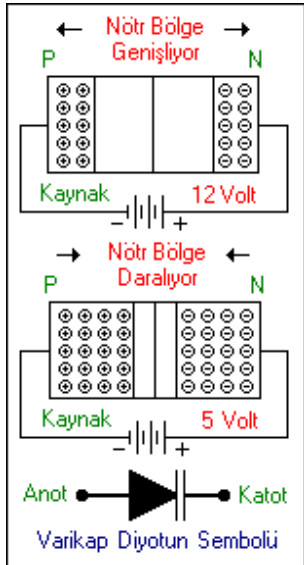 ← Nötr Bölge →
Genişliyor
P N
Kaynak 12 Volt
- +
→ Nötr Bölge ←
Daralıyor
P N
Kaynak 5 Volt
- +
Anot Katot
Varikap Diyotun Sembolü